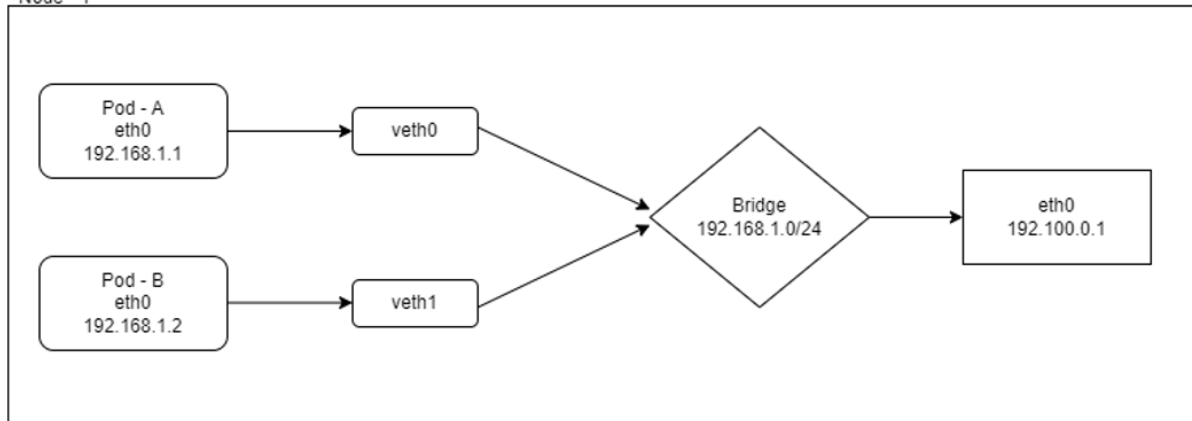 Pod - A
eth0
192.168.1.1
veth0
Bridge
192.168.1.0/24
eth0
192.100.0.1
Pod - B
eth0
192.168.1.2
veth1